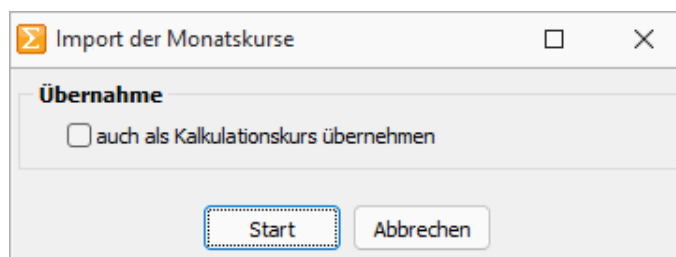 Import der Monatskurse
Übernahme
auch als Kalkulationskurs übernehmen
Start Abbrechen